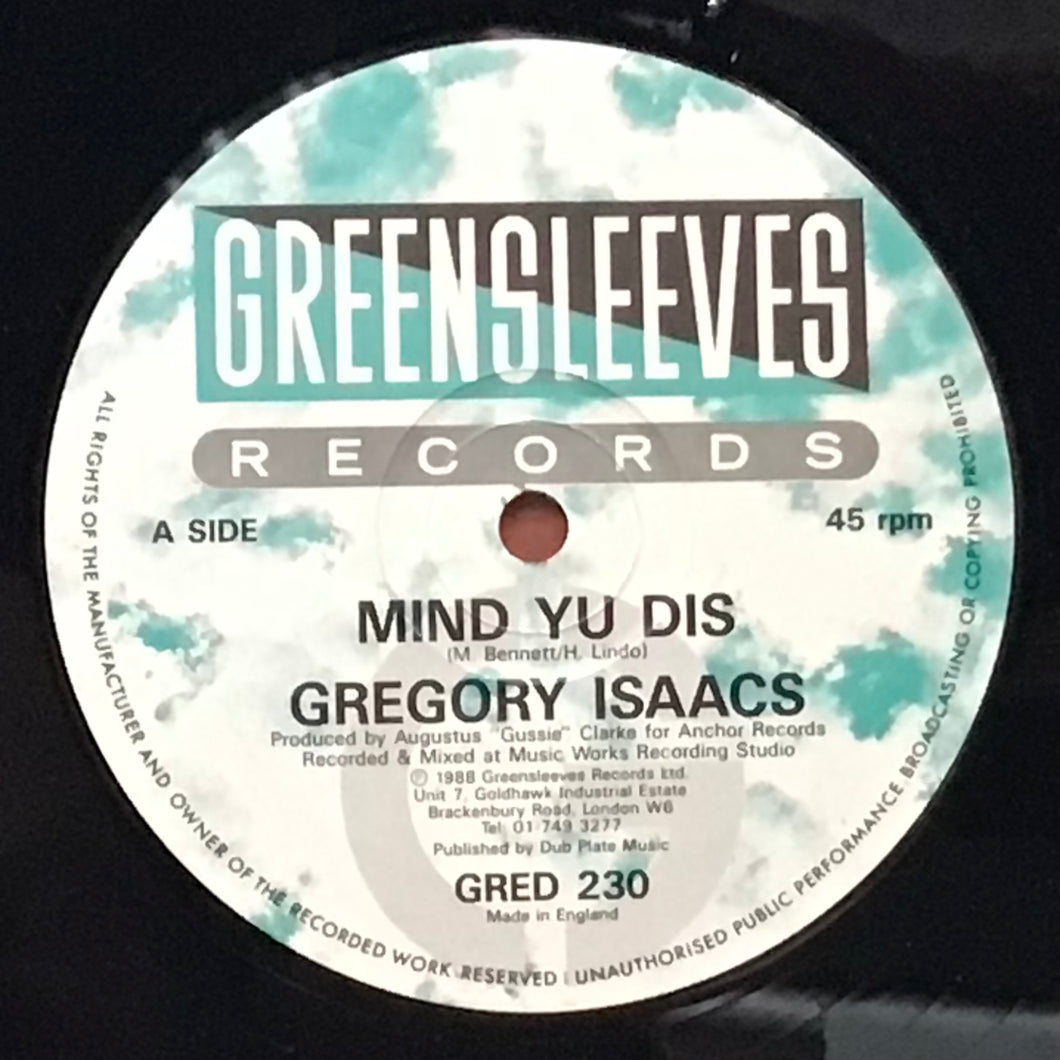 GREENSLEEVES
RECORDS
A SIDE
45 rpm
MIND YU DIS
(M. Bennett/H. Lindo)
GREGORY ISAACS
Produced by Augustus "Gussie" Clarke for Anchor Records
Recorded & Mixed at Music Works Recording Studio
℗ 1988 Greensleeves Records Ltd.
Unit 7, Goldhawk Industrial Estate
Brackenbury Road, London W6
Tel: 01 749 3277
Published by Dub Plate Music
GRED 230
Made in England
ALL RIGHTS OF THE MANUFACTURER AND OWNER OF THE RECORDED WORK RESERVED | UNAUTHORISED PUBLIC PERFORMANCE, BROADCASTING OR COPYING PROHIBITED